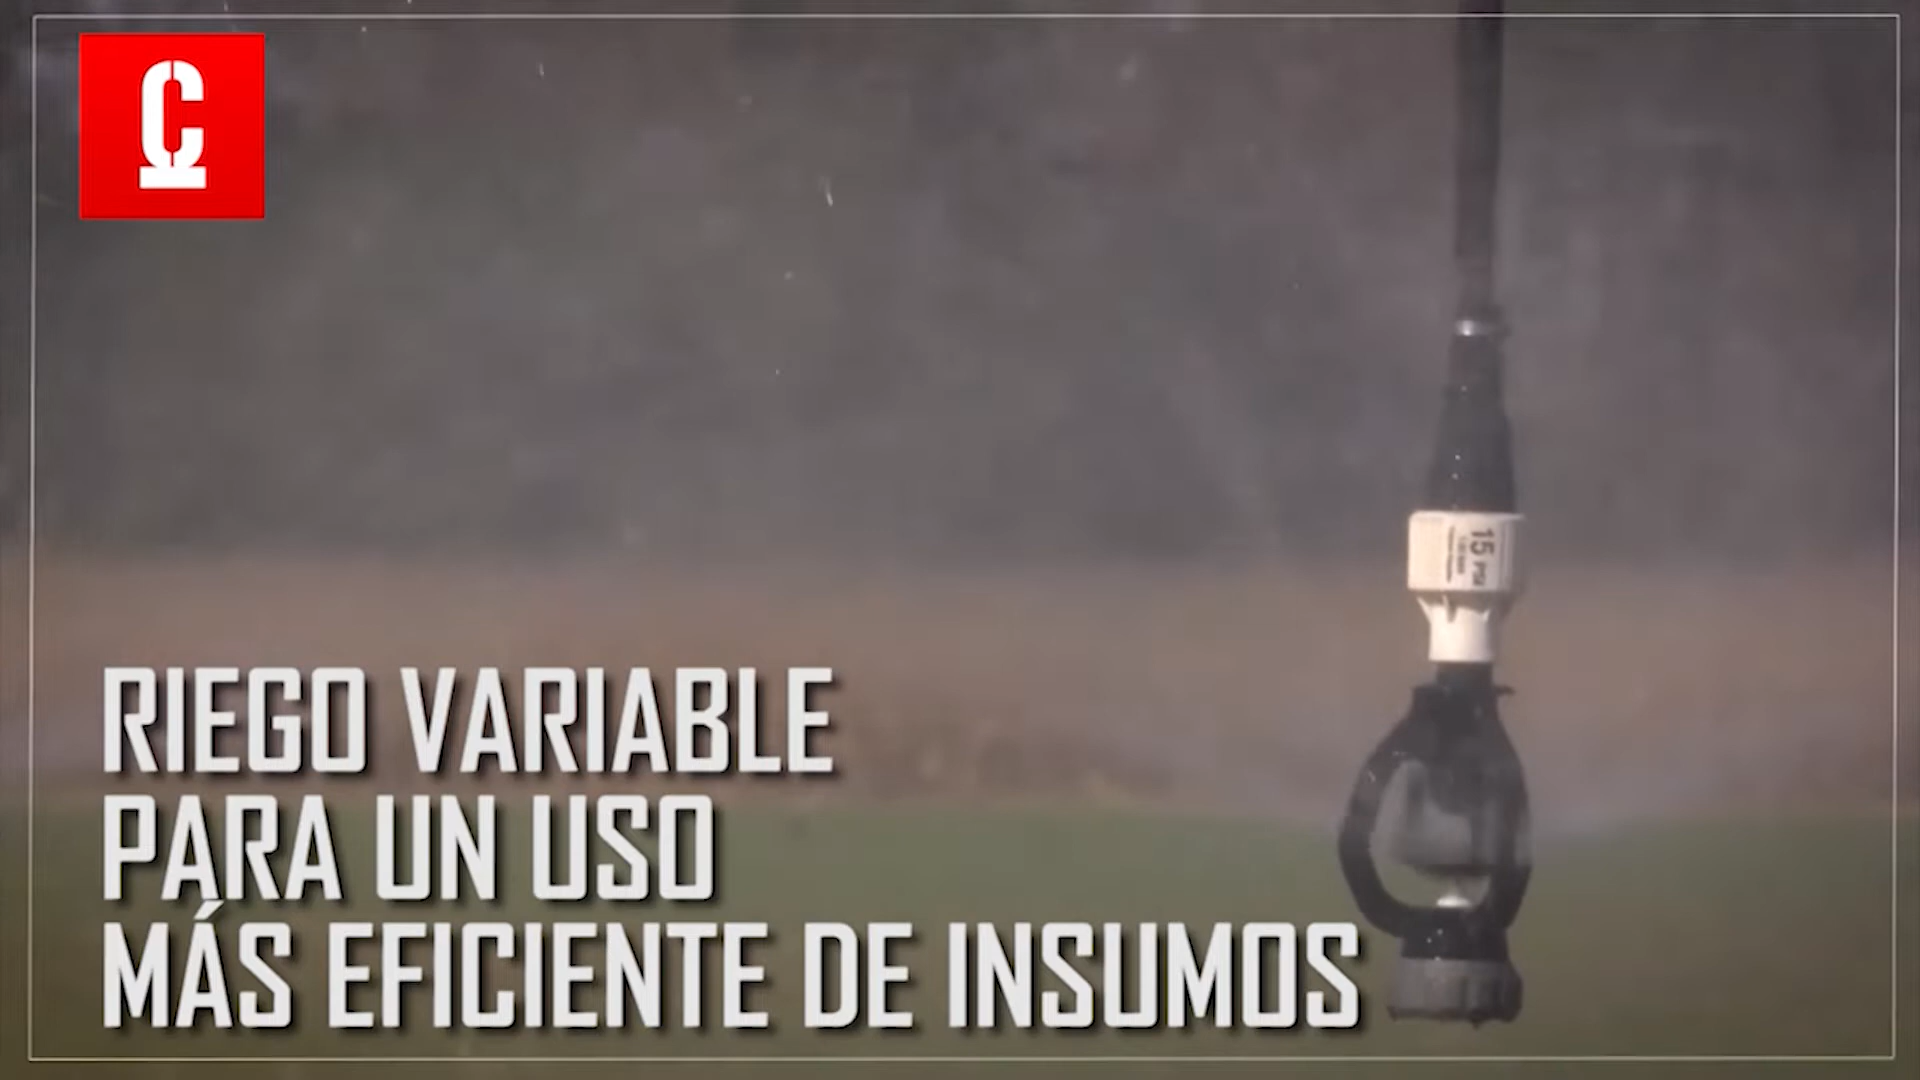 C
15 PSI
RIEGO VARIABLE
PARA UN USO
MÁS EFICIENTE DE INSUMOS